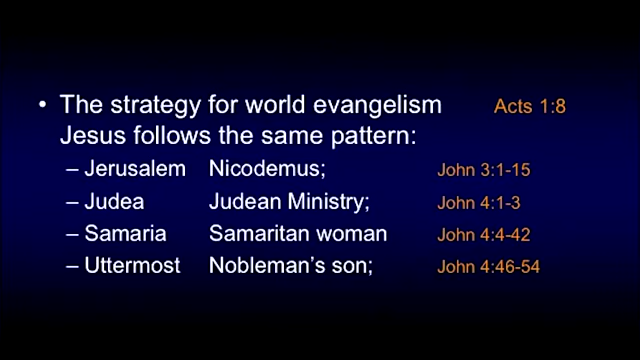 • The strategy for world evangelism Acts 1:8
Jesus follows the same pattern:
– Jerusalem Nicodemus; John 3:1-15
– Judea Judean Ministry; John 4:1-3
– Samaria Samaritan woman John 4:4-42
– Uttermost Nobleman's son; John 4:46-54